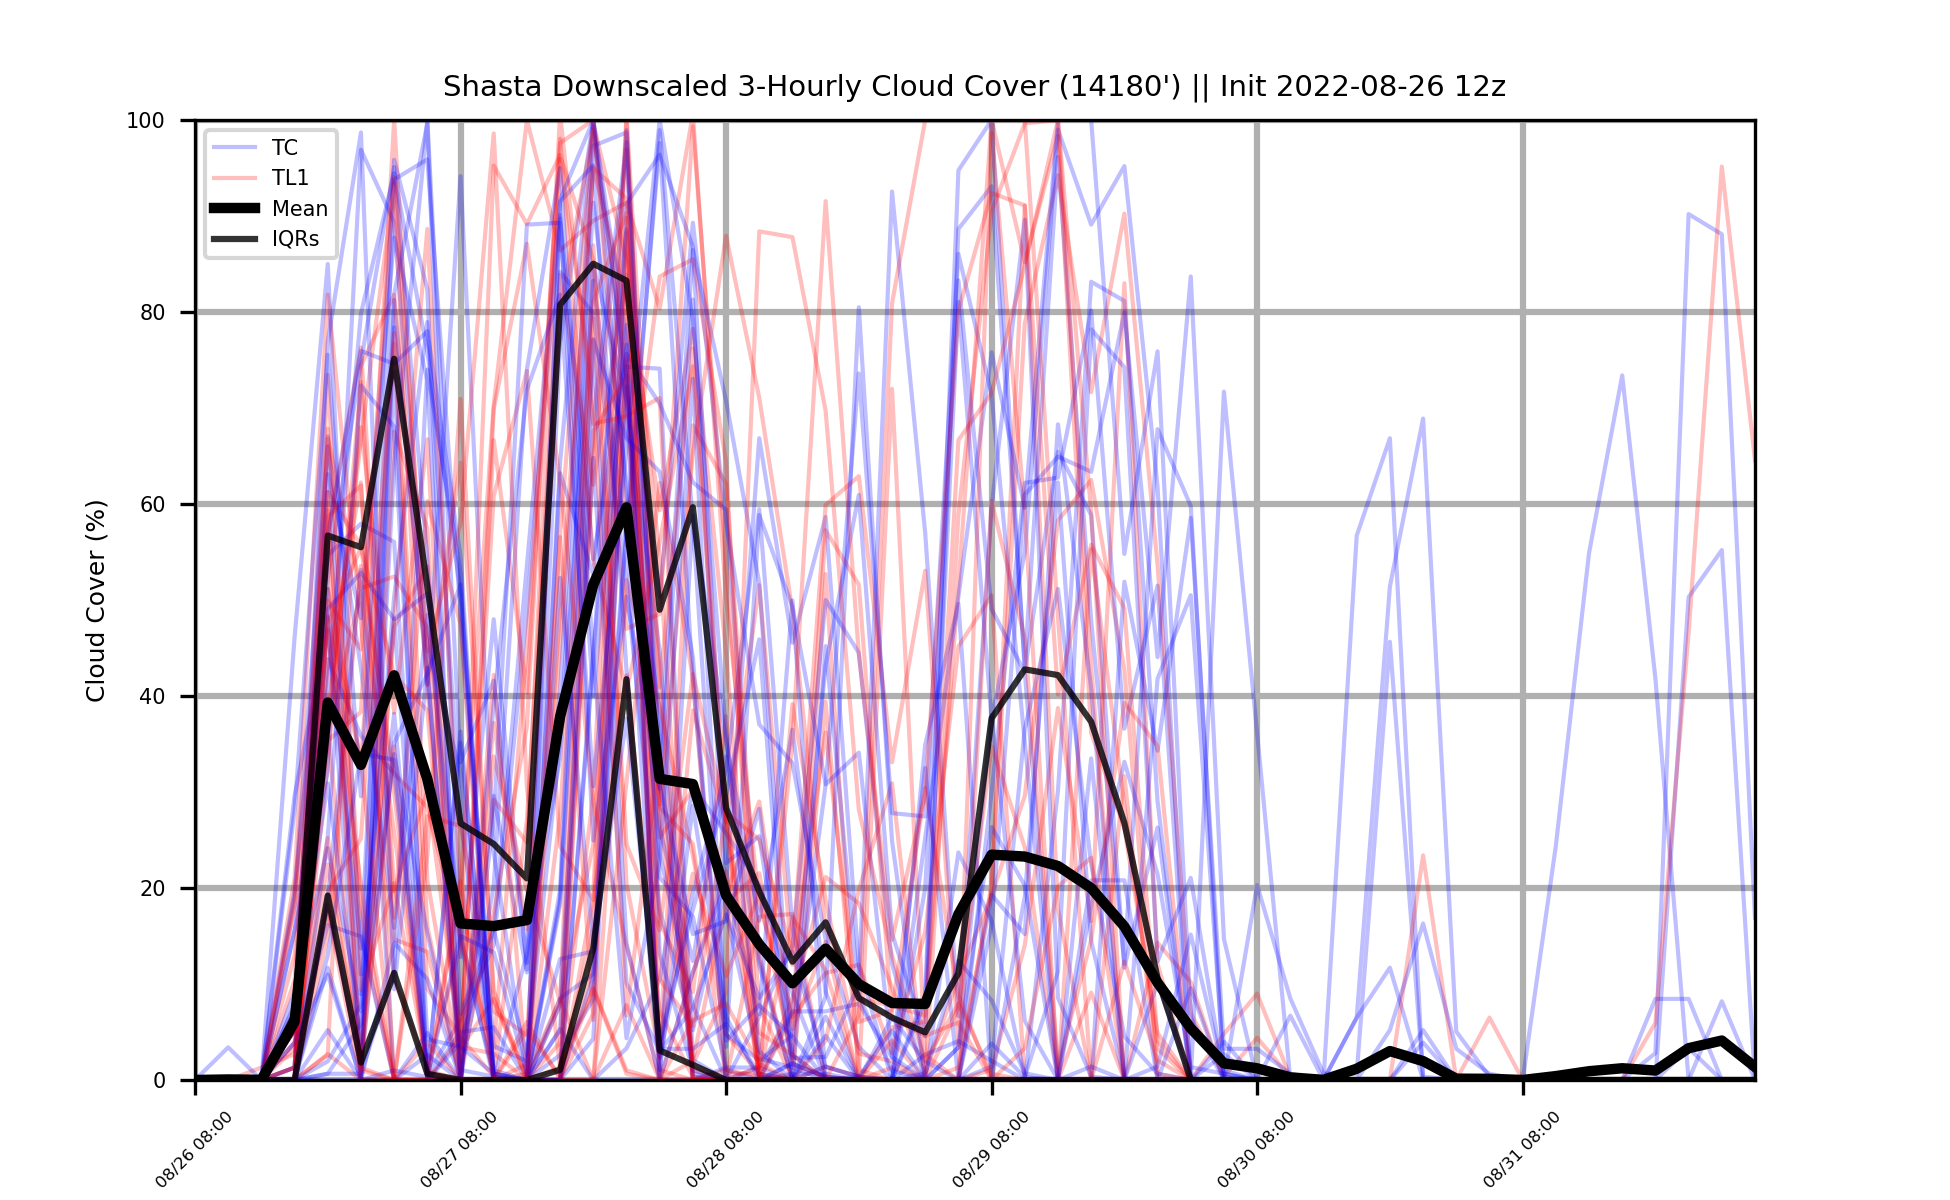 Shasta Downscaled 3-Hourly Cloud Cover (14180') || Init 2022-08-26 12z
Cloud Cover (%)
100
80
60
40
20
0
TC
TL1
Mean
IQRs
08/26 08:00
08/27 08:00
08/28 08:00
08/29 08:00
08/30 08:00
08/31 08:00